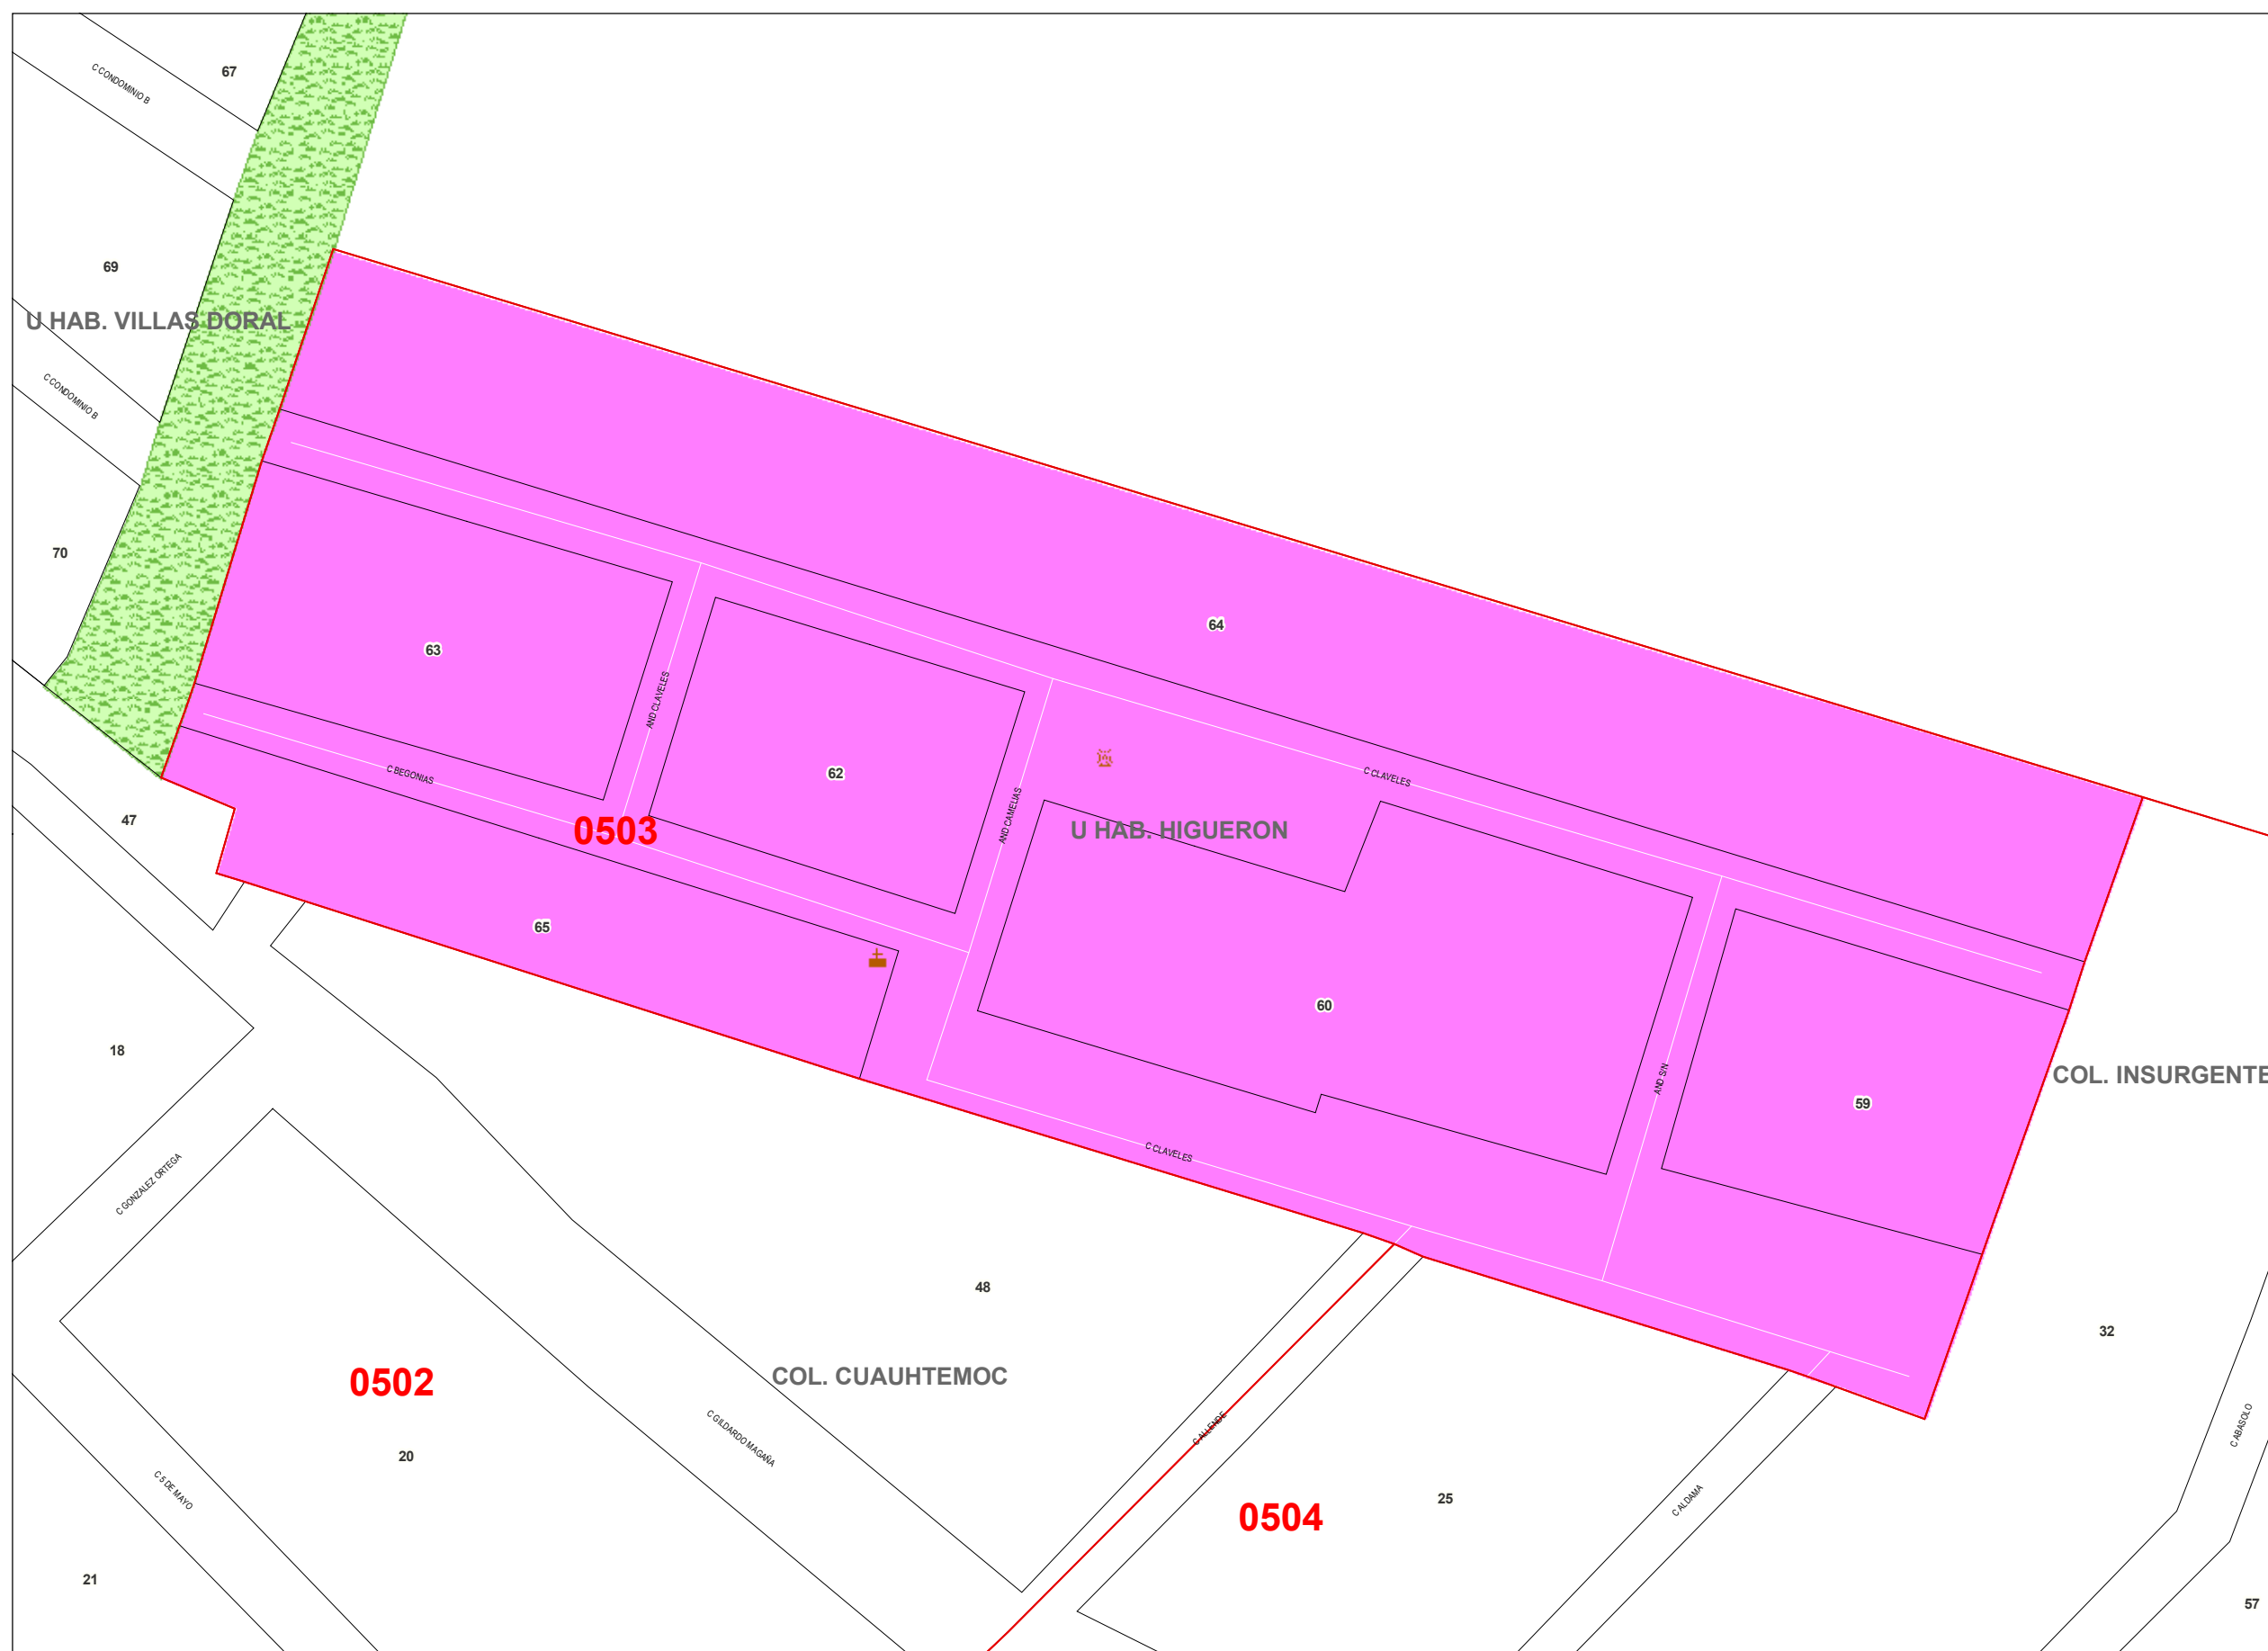 67
C CONDOMINIO B
69
U HAB. VILLAS DORAL
C CONDOMINIO B
70
64
63
AND CLAVELES
C BEGONIAS
62
C CLAVELES
AND CAMELIAS
47
0503
U HAB. HIGUERON
65
60
18
AND S/N
COL. INSURGENTE
59
C CLAVELES
C GONZALEZ ORTEGA
48
32
0502
COL. CUAUHTEMOC
C GILDARDO MAGAÑA
C ALLENDE
C ABASOLO
20
C 5 DE MAYO
25
C ALDAMA
0504
21
57